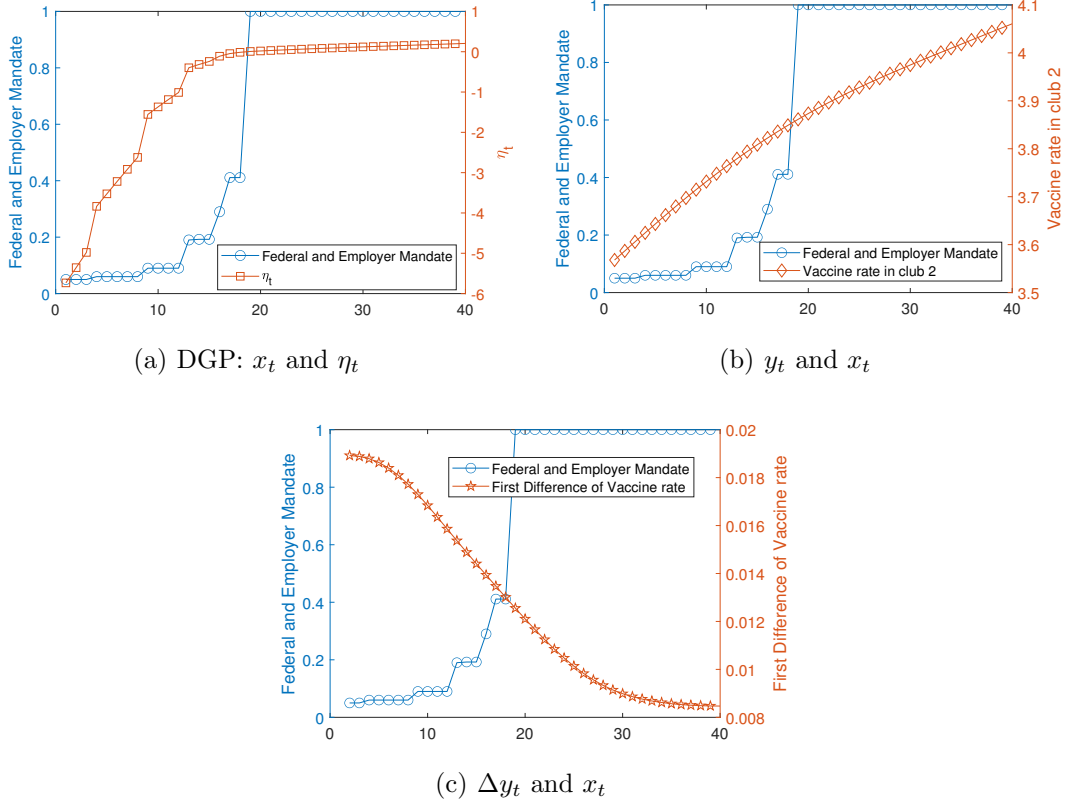 1
0.8
0.6
0.4
0.2
0
Federal and Employer Mandate
1
0
-1
-2
-3
-4
-5
-6
η_t
0 10 20 30 40
Federal and Employer Mandate
η_t
(a) DGP: x_t and η_t
1
0.8
0.6
0.4
0.2
0
Federal and Employer Mandate
4.1
4
3.9
3.8
3.7
3.6
3.5
Vaccine rate in club 2
0 10 20 30 40
Federal and Employer Mandate
Vaccine rate in club 2
(b) y_t and x_t
1
0.8
0.6
0.4
0.2
0
Federal and Employer Mandate
0.02
0.018
0.016
0.014
0.012
0.01
0.008
First Difference of Vaccine rate
0 10 20 30 40
Federal and Employer Mandate
First Difference of Vaccine rate
(c) Δy_t and x_t